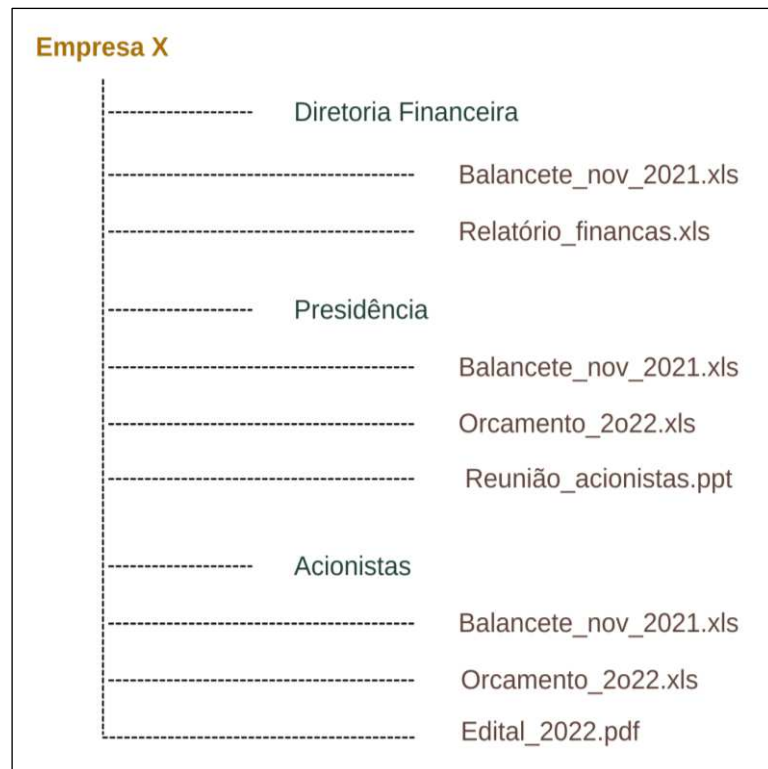 Empresa X
Diretoria Financeira
Balancete_nov_2021.xls
Relatório_financas.xls
Presidência
Balancete_nov_2021.xls
Orcamento_2o22.xls
Reunião_acionistas.ppt
Acionistas
Balancete_nov_2021.xls
Orcamento_2o22.xls
Edital_2022.pdf